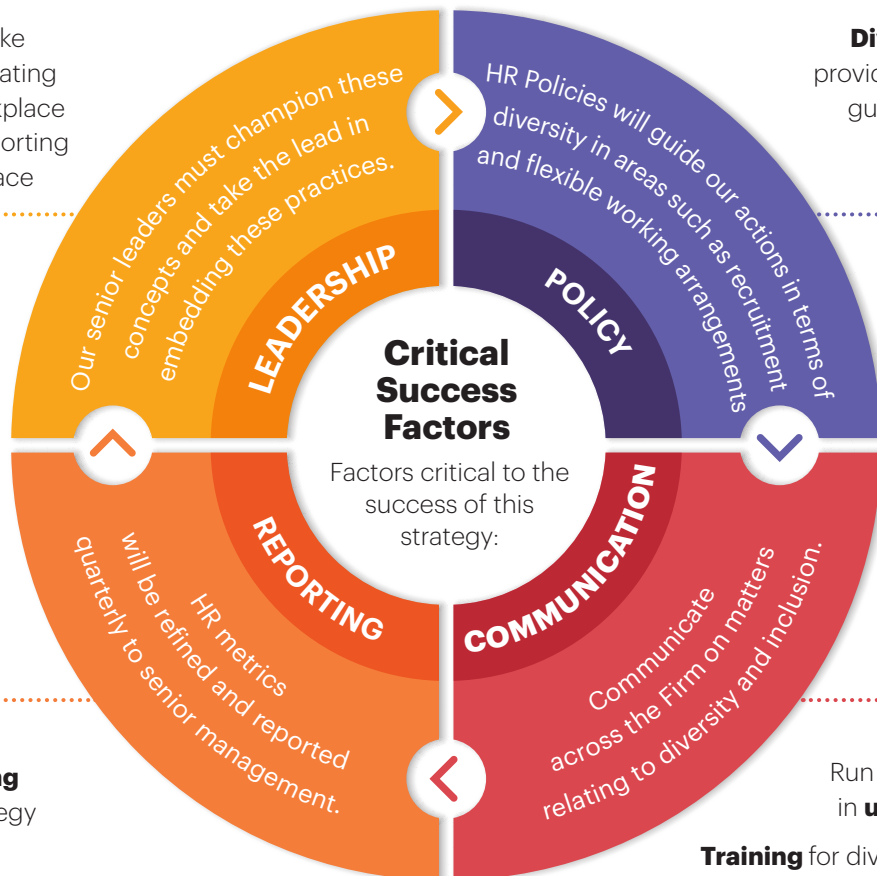 ke
ating
place
orting
ace
Our senior leaders must champion these
concepts and take the lead in
embedding these practices.
LEADERSHIP
HR Policies will guide our actions in terms of
diversity in areas such as recruitment
and flexible working arrangements
POLICY
Di
provid
gu
Critical
Success
Factors
Factors critical to the
success of this
strategy:
REPORTING
HR metrics
will be refined and reported
quarterly to senior management.
COMMUNICATION
Communicate
across the Firm on matters
relating to diversity and inclusion.
g
egy
Run
in u
Training for div